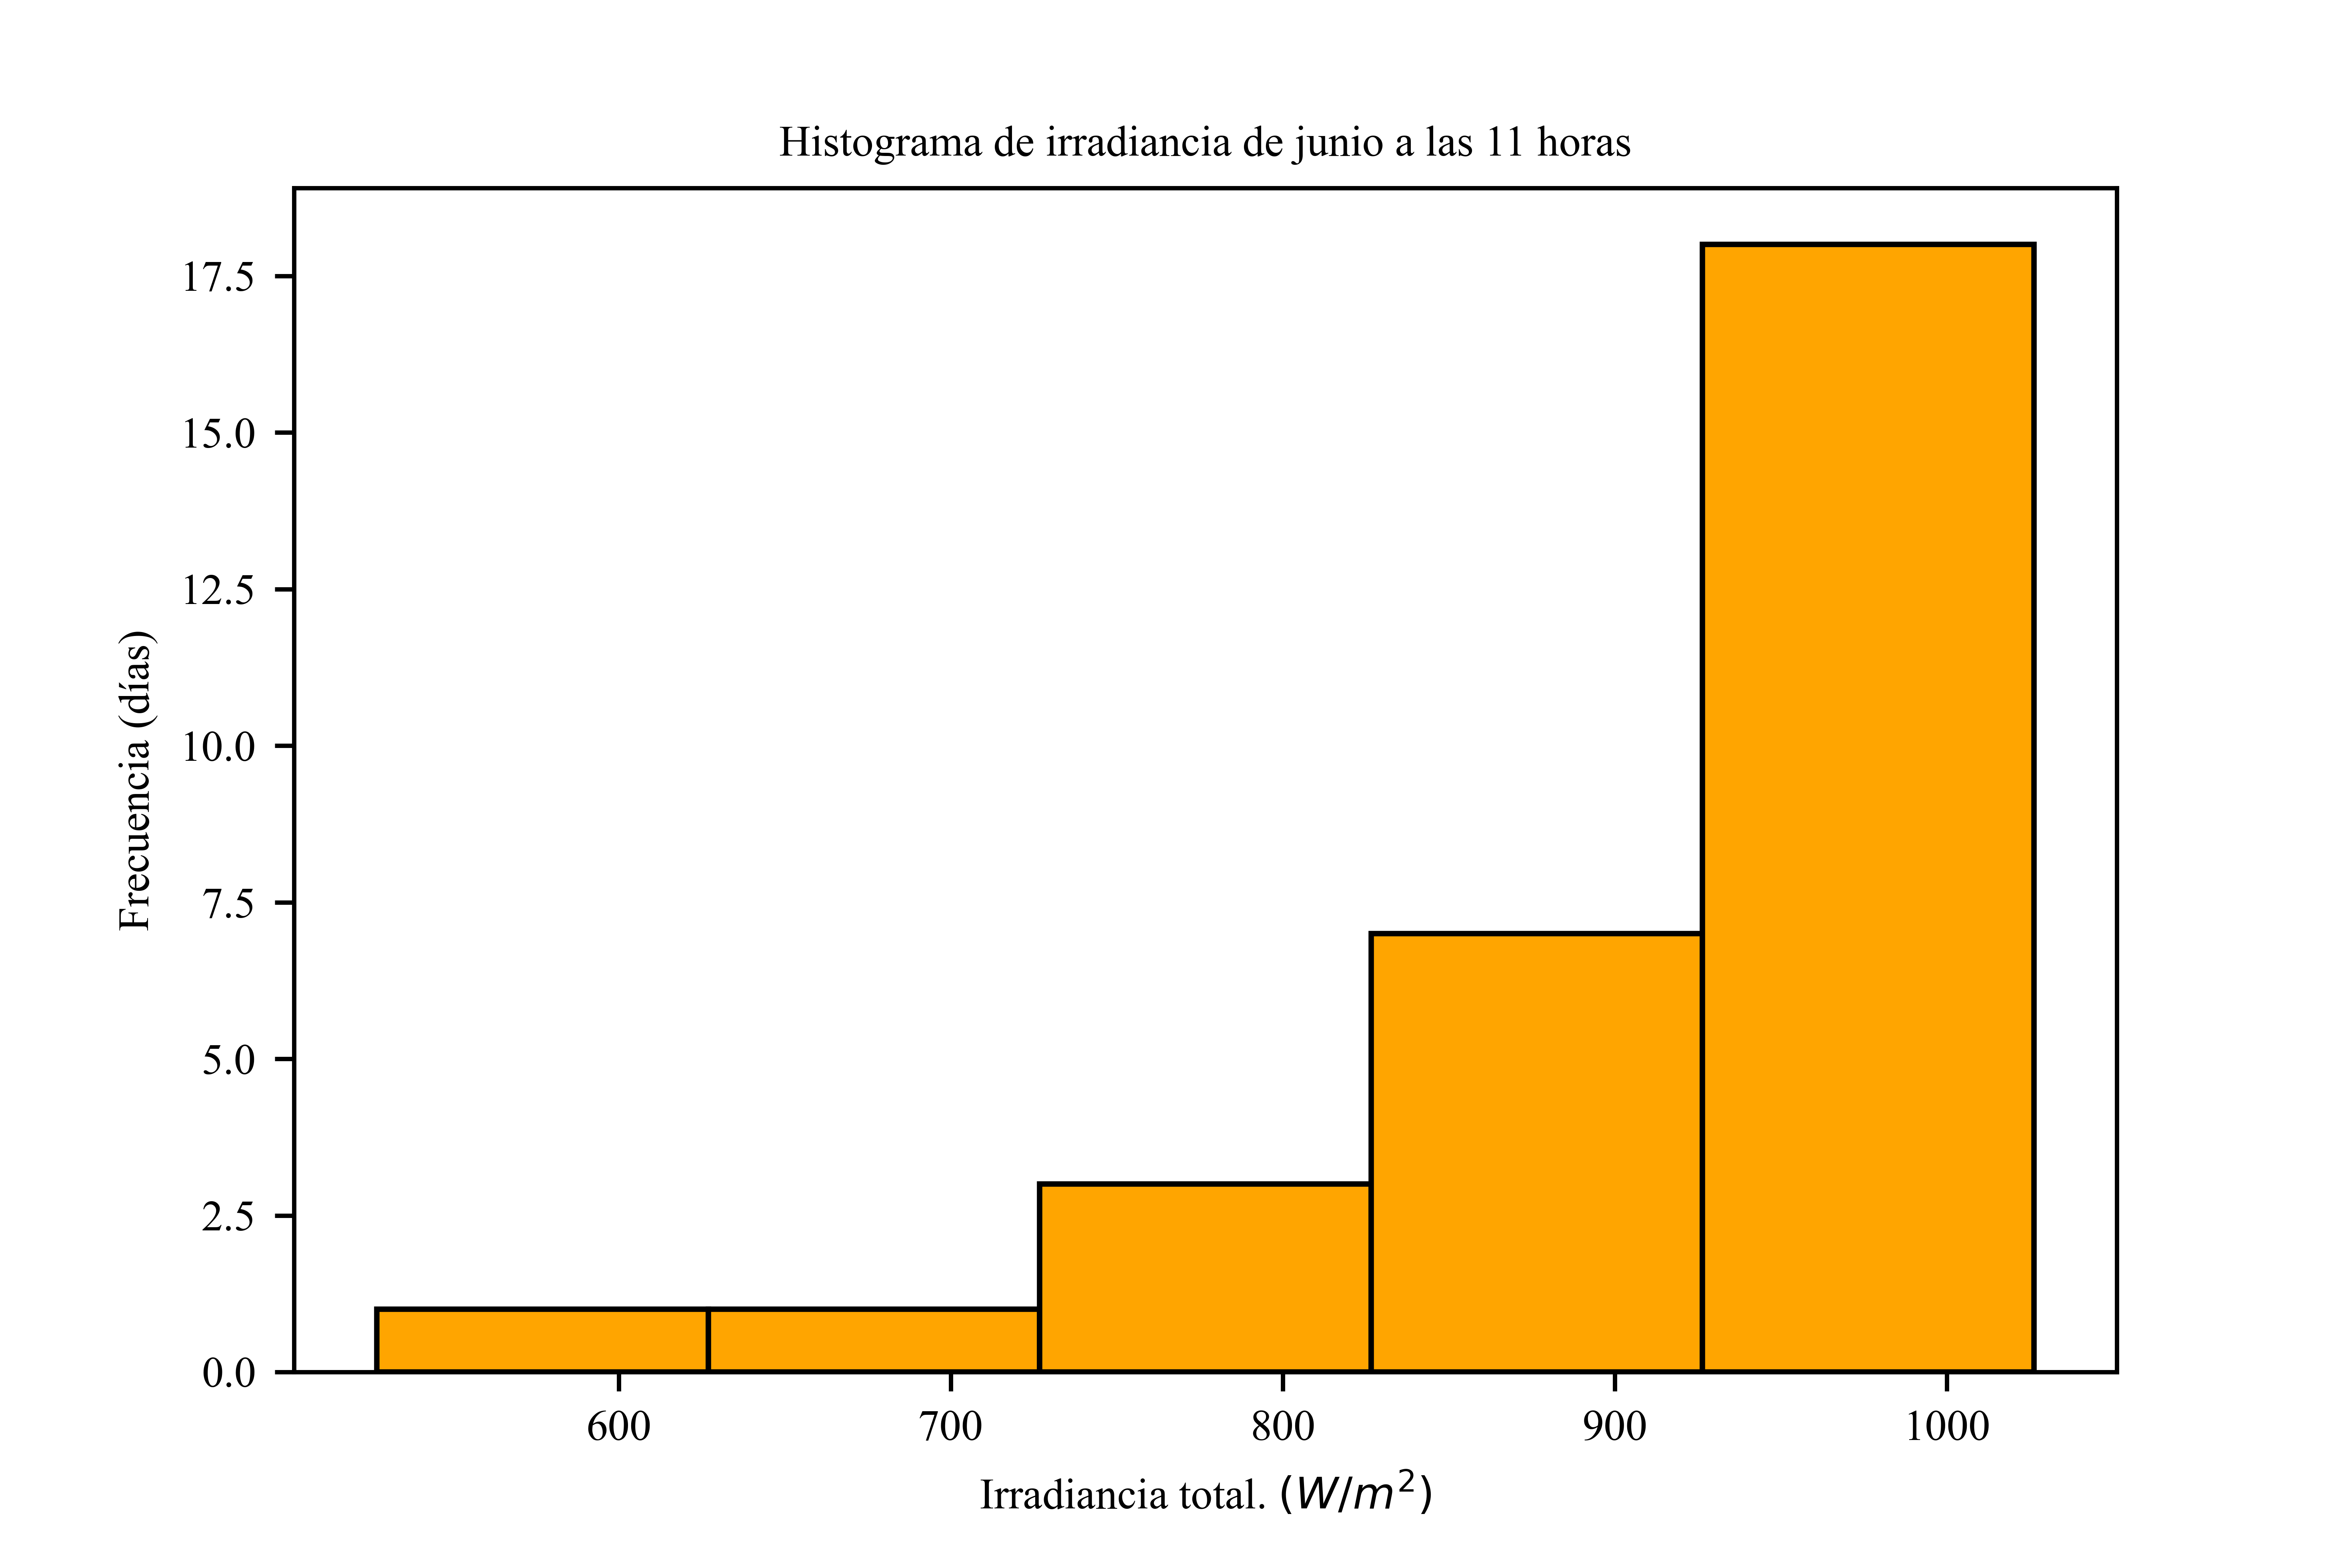 Histograma de irradiancia de junio a las 11 horas
Frecuencia (días)
17.5
15.0
12.5
10.0
7.5
5.0
2.5
0.0
600 700 800 900 1000
Irradiancia total. (W/m²)